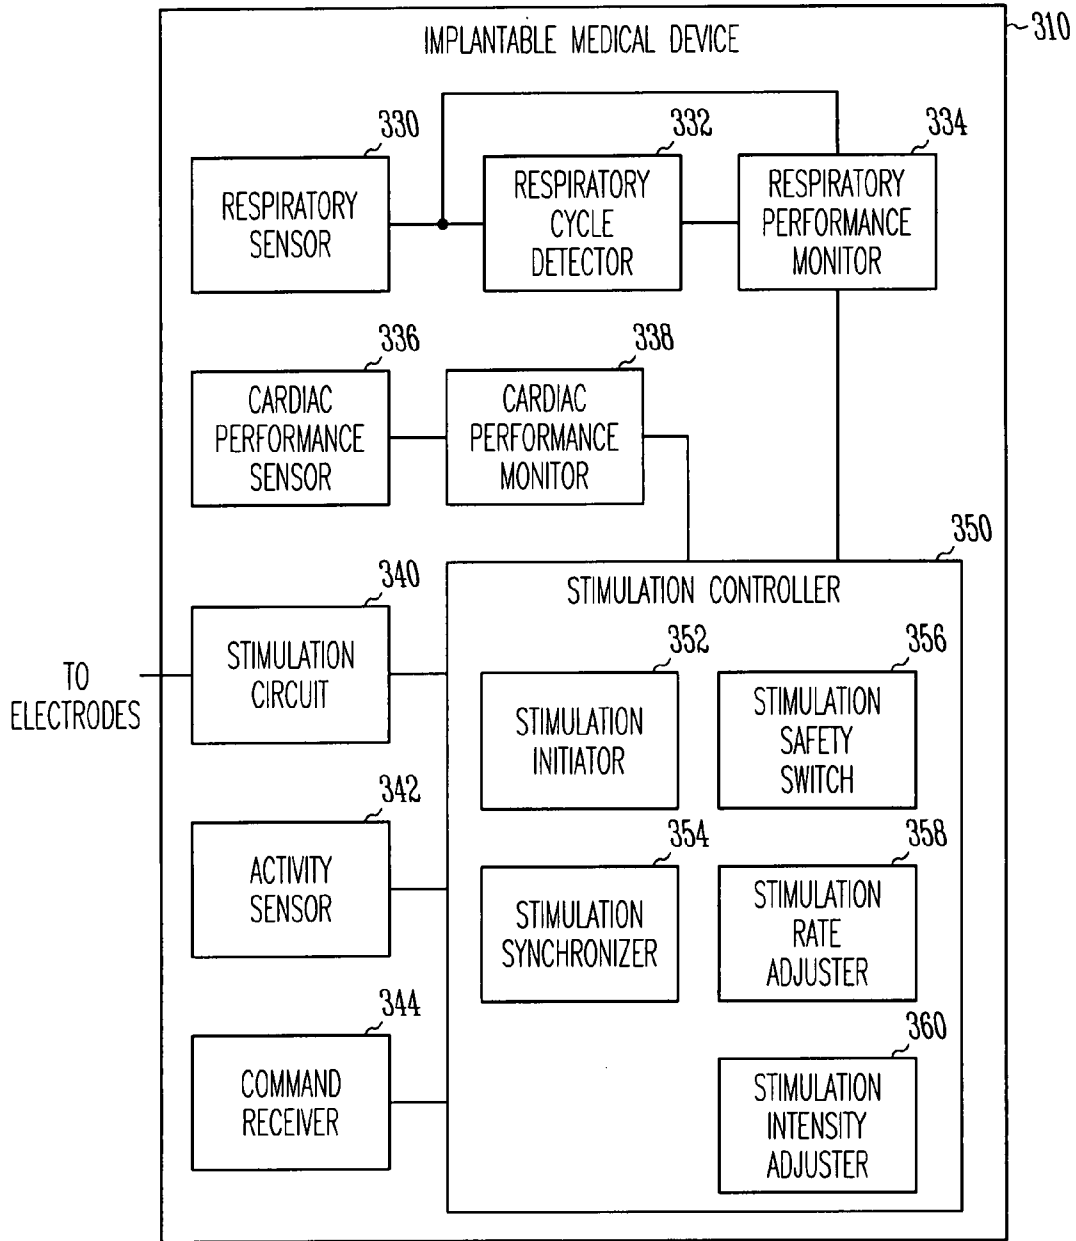 310
IMPLANTABLE MEDICAL DEVICE
330
RESPIRATORY
SENSOR
332
RESPIRATORY
CYCLE
DETECTOR
334
RESPIRATORY
PERFORMANCE
MONITOR
336
CARDIAC
PERFORMANCE
SENSOR
338
CARDIAC
PERFORMANCE
MONITOR
340
STIMULATION
CIRCUIT
TO
ELECTRODES
342
ACTIVITY
SENSOR
344
COMMAND
RECEIVER
350
STIMULATION CONTROLLER
352
STIMULATION
INITIATOR
356
STIMULATION
SAFETY
SWITCH
354
STIMULATION
SYNCHRONIZER
358
STIMULATION
RATE
ADJUSTER
360
STIMULATION
INTENSITY
ADJUSTER